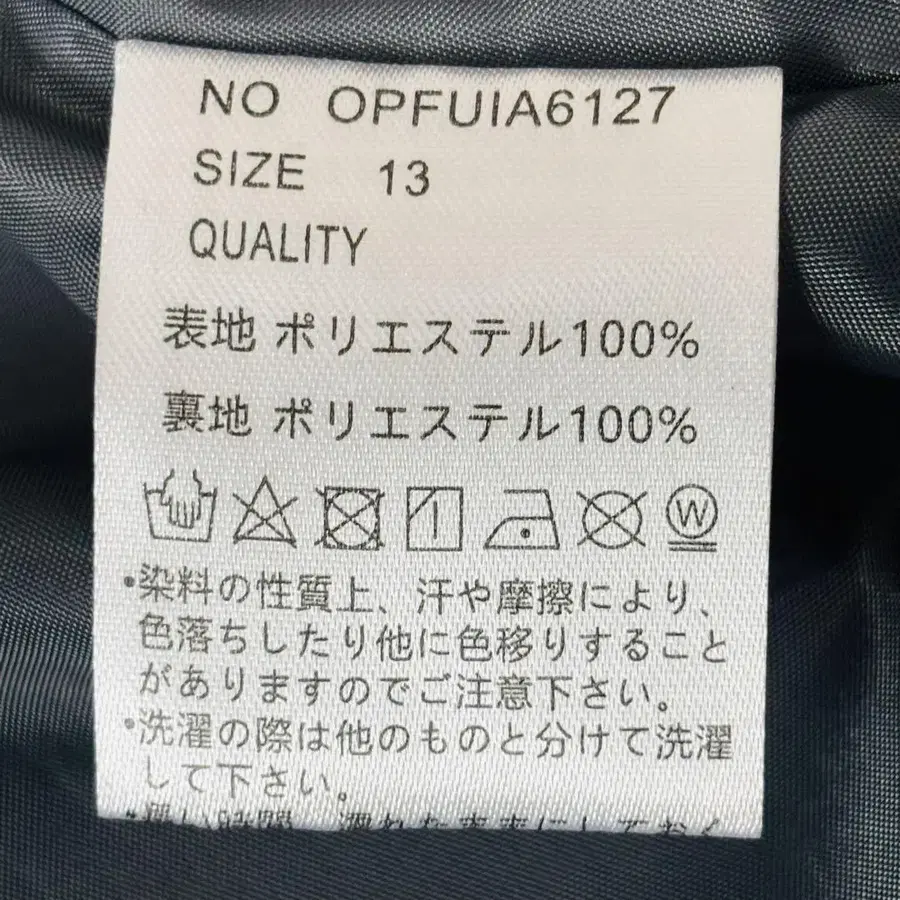 NO OPFUIA6127
SIZE 13
QUALITY
表地 ポリエステル100%
裏地 ポリエステル100%
W
•染料の性質上、汗や摩擦により、
色落ちしたり他に色移りすること
がありますのでご注意下さい。
•洗濯の際は他のものと分けて洗濯
して下さい。